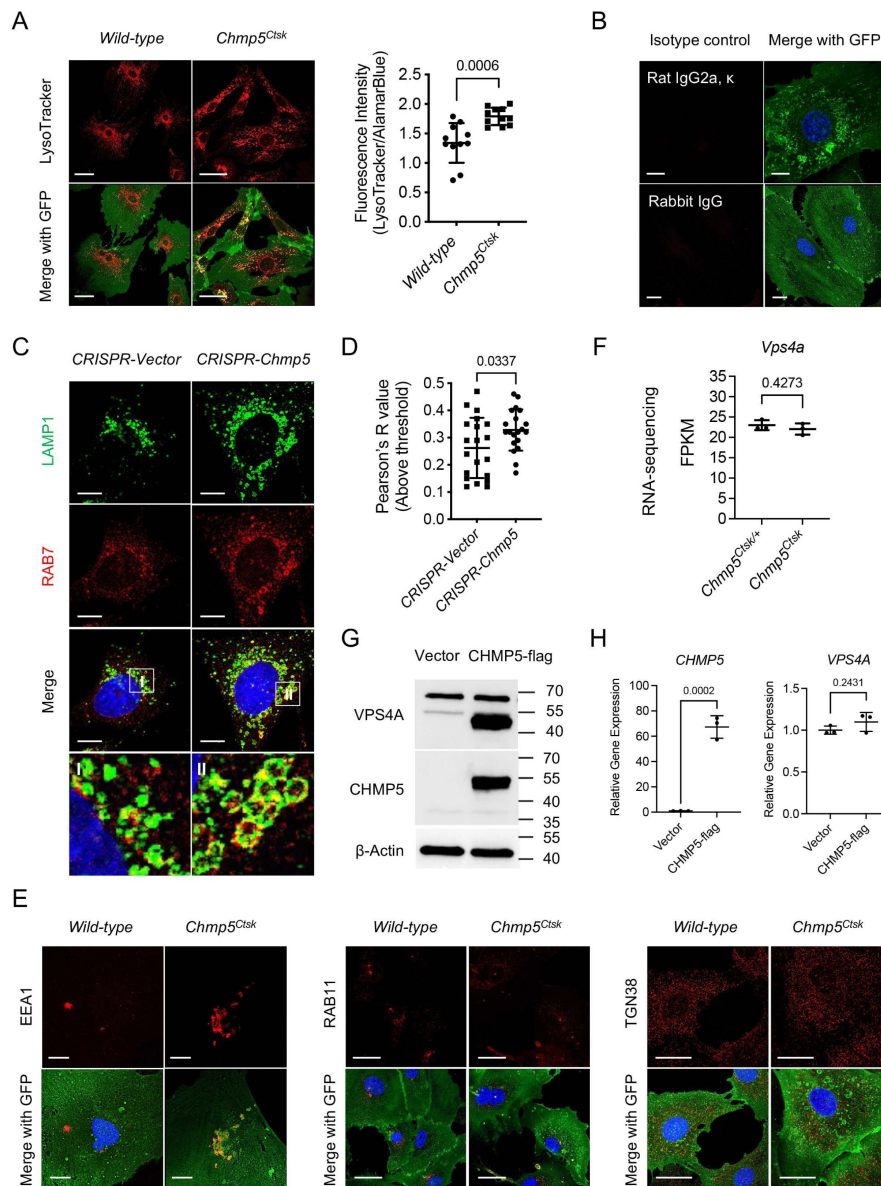 A
Wild-type
Chmp5Ctsk
LysoTracker
Merge with GFP
Fluorescence Intensity
(LysoTracker/AlamarBlue)
0.0006
2.5
2.0
1.5
1.0
0.5
0.0
Wild-type
Chmp5Ctsk
B
Isotype control
Merge with GFP
Rat IgG2a, κ
Rabbit IgG
C
CRISPR-Vector
CRISPR-Chmp5
LAMP1
RAB7
Merge
I
II
I
II
D
0.0337
Pearson's R value
(Above threshold)
0.5
0.4
0.3
0.2
0.1
0.0
CRISPR-Vector
CRISPR-Chmp5
F
Vps4a
0.4273
RNA-sequencing
FPKM
35
30
25
20
15
10
5
0
Chmp5Ctsk/+
Chmp5Ctsk
G
Vector
CHMP5-flag
VPS4A
70
55
40
CHMP5
70
55
40
35
β-Actin
55
40
H
CHMP5
0.0002
Relative Gene Expression
100
80
60
40
20
0
Vector
CHMP5-flag
VPS4A
0.2431
Relative Gene Expression
1.5
1.0
0.5
0.0
Vector
CHMP5-flag
E
Wild-type
Chmp5Ctsk
EEA1
Merge with GFP
Wild-type
Chmp5Ctsk
RAB11
Merge with GFP
Wild-type
Chmp5Ctsk
TGN38
Merge with GFP